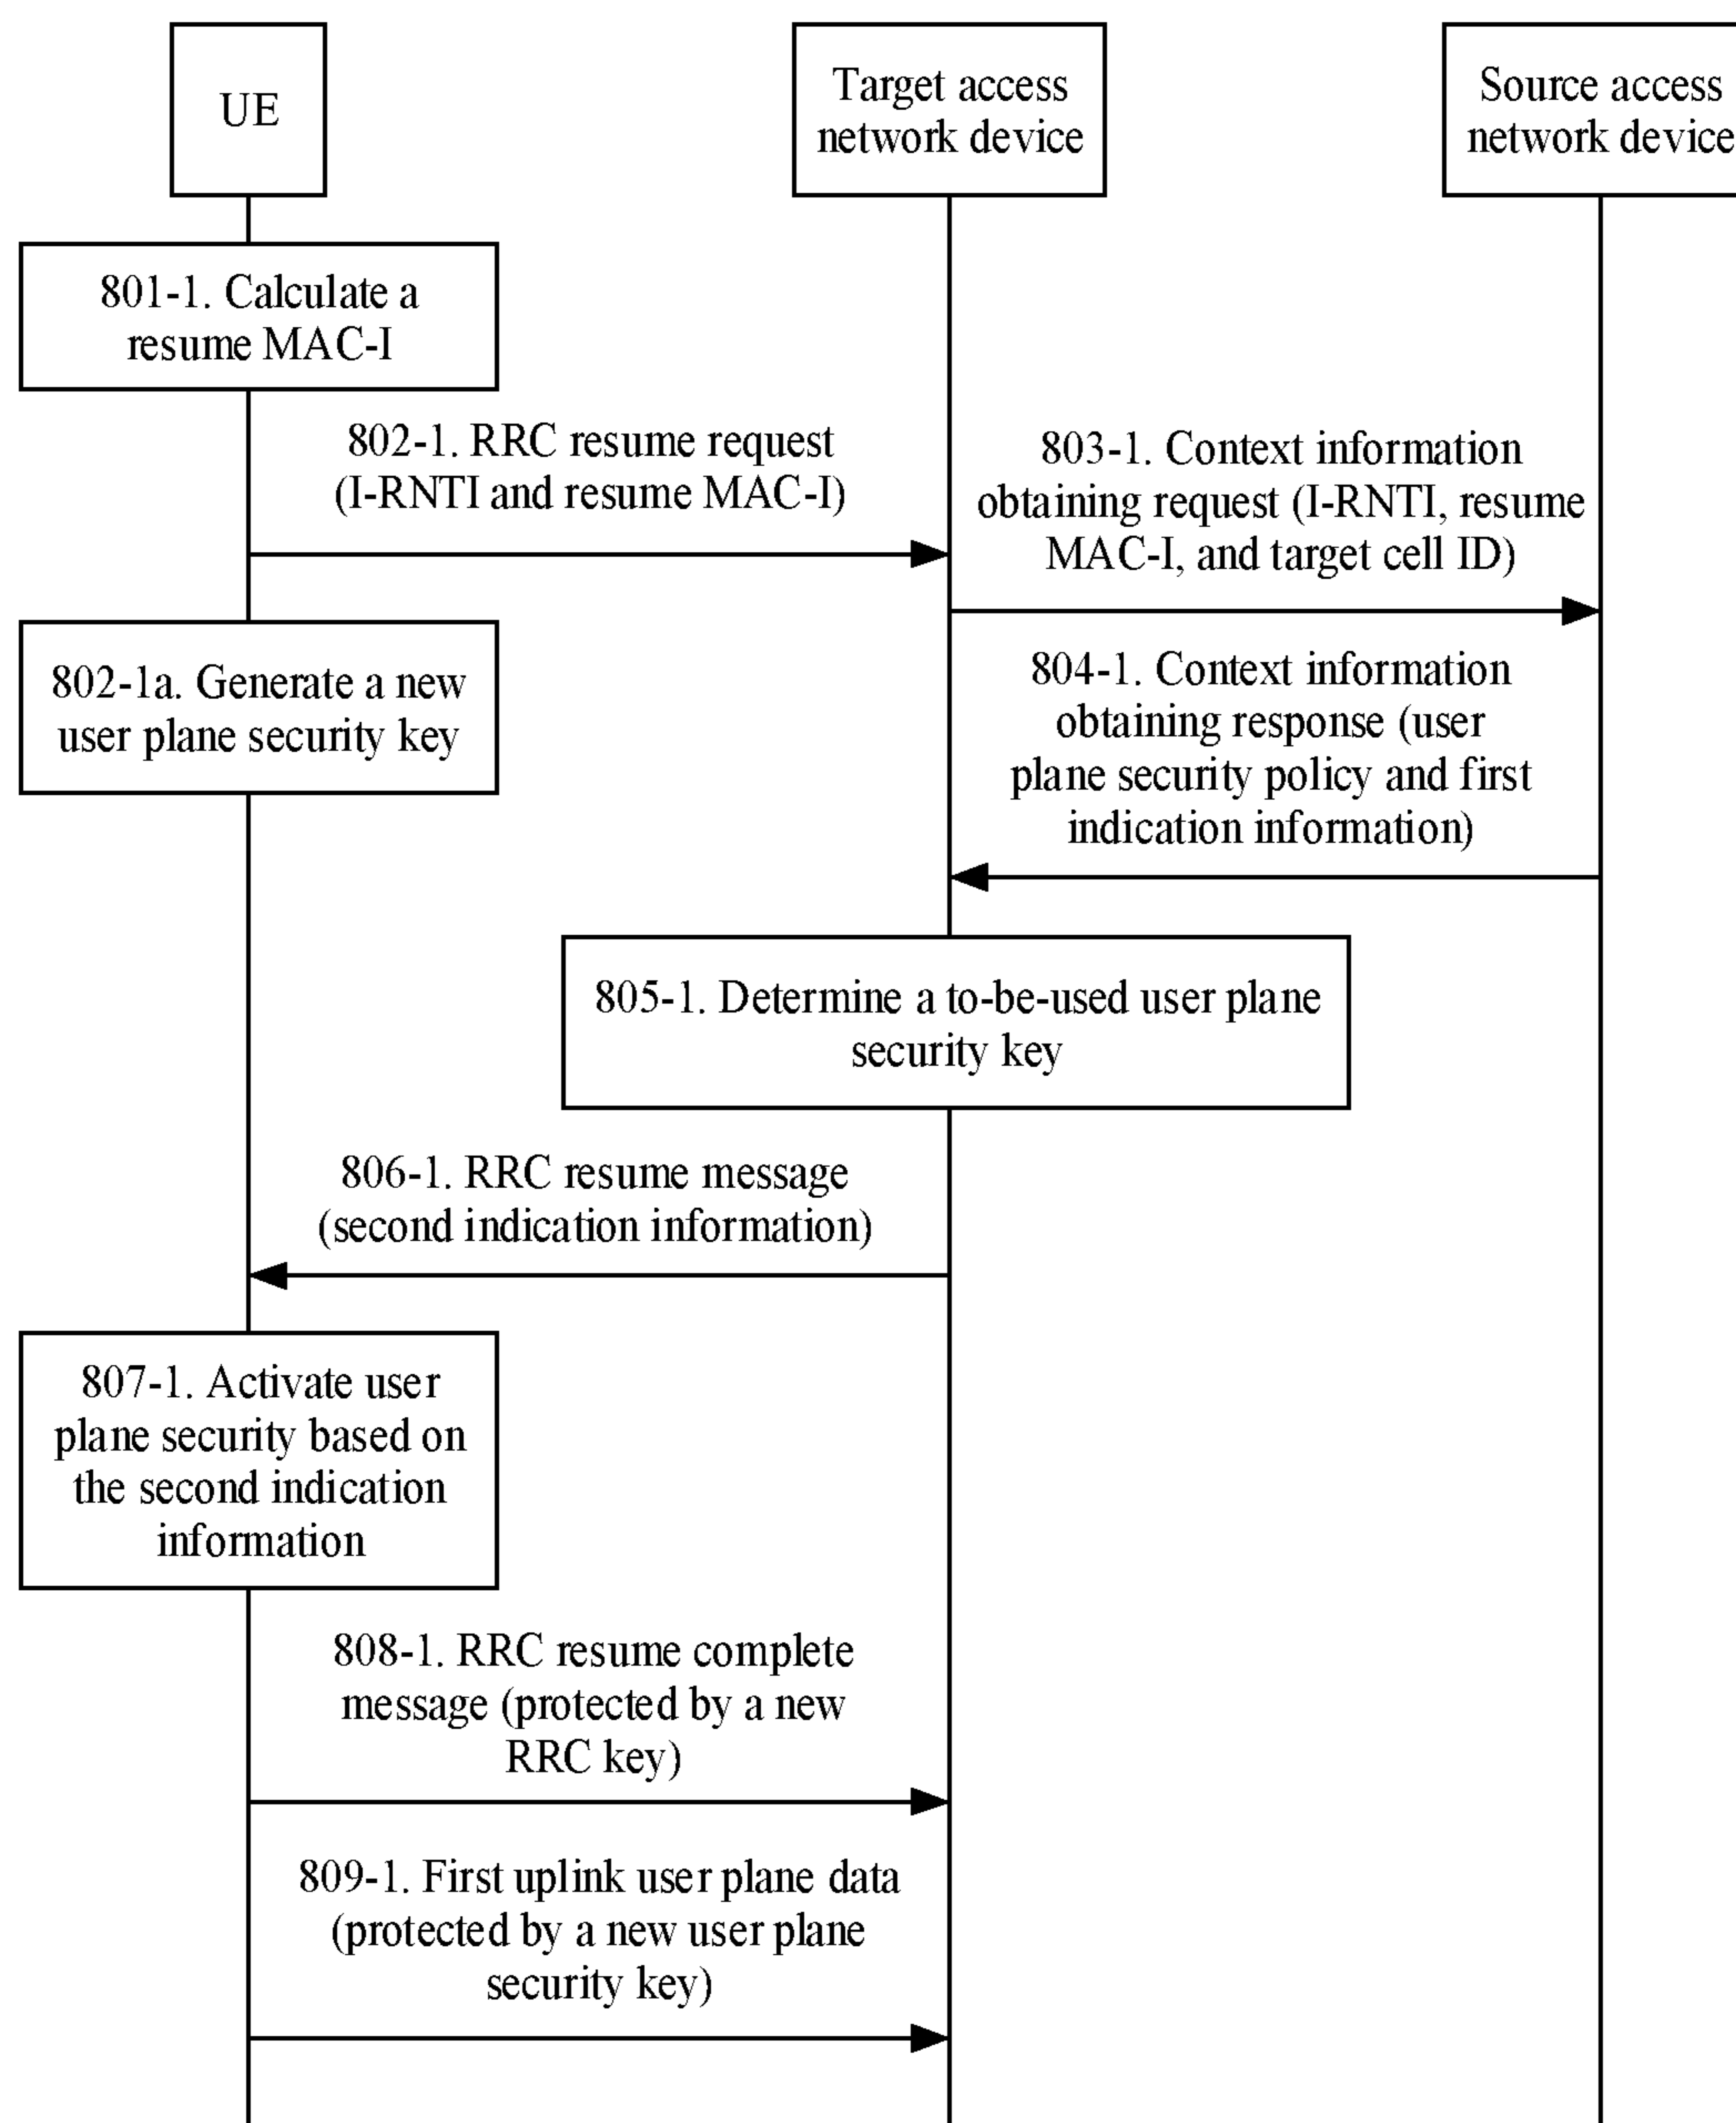 UE
Target access
network device
Source access
network device
801-1. Calculate a
resume MAC-I
802-1. RRC resume request
(I-RNTI and resume MAC-I)
803-1. Context information
obtaining request (I-RNTI, resume
MAC-I, and target cell ID)
802-1a. Generate a new
user plane security key
804-1. Context information
obtaining response (user
plane security policy and first
indication information)
805-1. Determine a to-be-used user plane
security key
806-1. RRC resume message
(second indication information)
807-1. Activate user
plane security based on
the second indication
information
808-1. RRC resume complete
message (protected by a new
RRC key)
809-1. First uplink user plane data
(protected by a new user plane
security key)